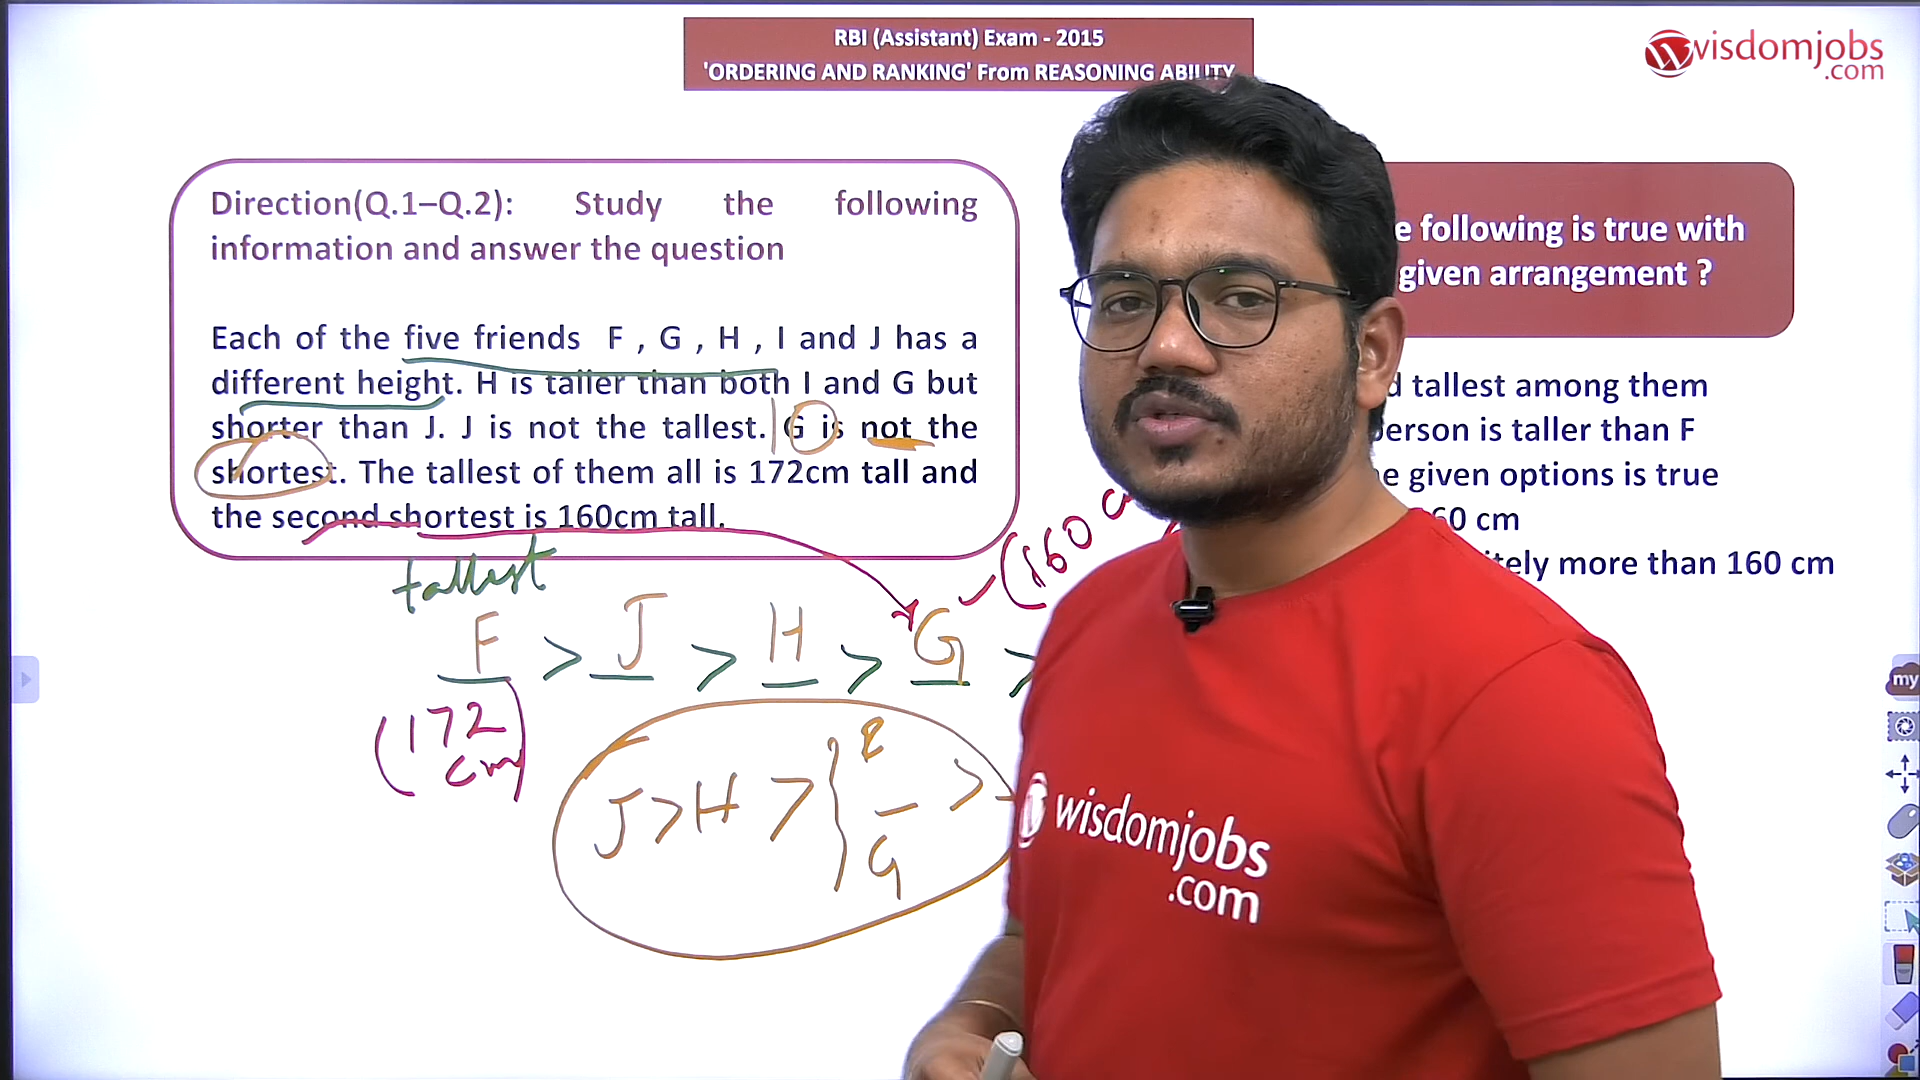 RBI (Assistant) Exam - 2015
'ORDERING AND RANKING' From REASONING ABILITY
wisdomjobs
.com
Direction(Q.1–Q.2): Study the following
information and answer the question
Each of the five friends F , G , H , I and J has a
different height. H is taller than both I and G but
shorter than J. J is not the tallest. G is not the
shortest. The tallest of them all is 172cm tall and
the second shortest is 160cm tall.
e following is true with
given arrangement ?
d tallest among them
person is taller than F
e given options is true
60 cm
tely more than 160 cm
tallest
(160 c
F > J > H > G >
(172
cm)
J > H >
G
>
my
wisdomjobs
.com